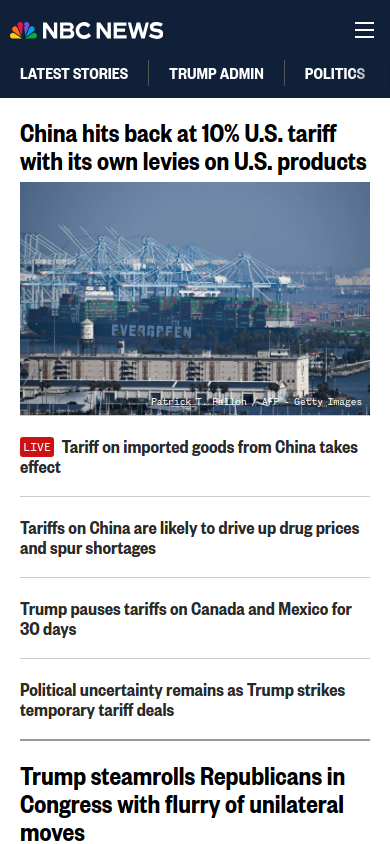 NBC NEWS
LATEST STORIES TRUMP ADMIN POLITICS
China hits back at 10% U.S. tariff
with its own levies on U.S. products
EVERGREEN
Patrick T. Fallon / AFP - Getty Images
LIVE Tariff on imported goods from China takes
effect
Tariffs on China are likely to drive up drug prices
and spur shortages
Trump pauses tariffs on Canada and Mexico for
30 days
Political uncertainty remains as Trump strikes
temporary tariff deals
Trump steamrolls Republicans in
Congress with flurry of unilateral
moves